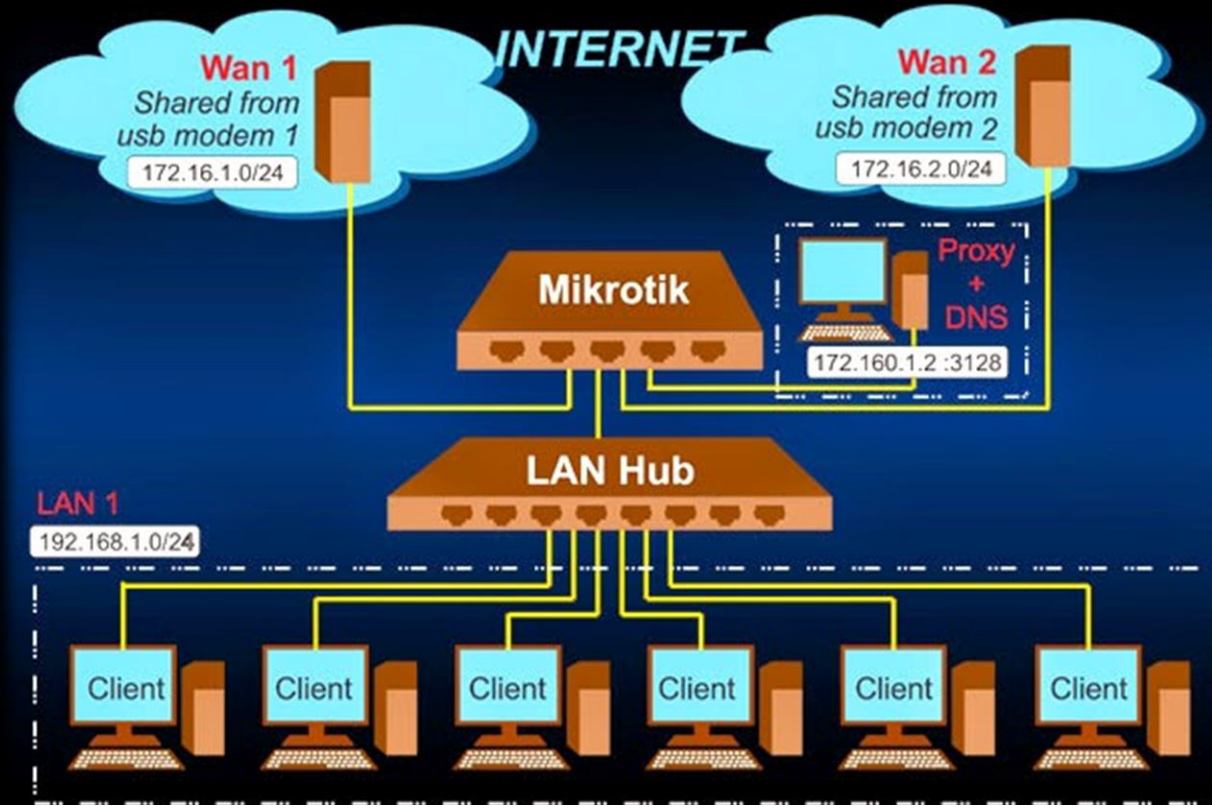 INTERNET
Wan 1
Shared from
usb modem 1
172.16.1.0/24
Wan 2
Shared from
usb modem 2
172.16.2.0/24
Mikrotik
Proxy
+
DNS
172.160.1.2 :3128
LAN Hub
LAN 1
192.168.1.0/24
Client
Client
Client
Client
Client
Client